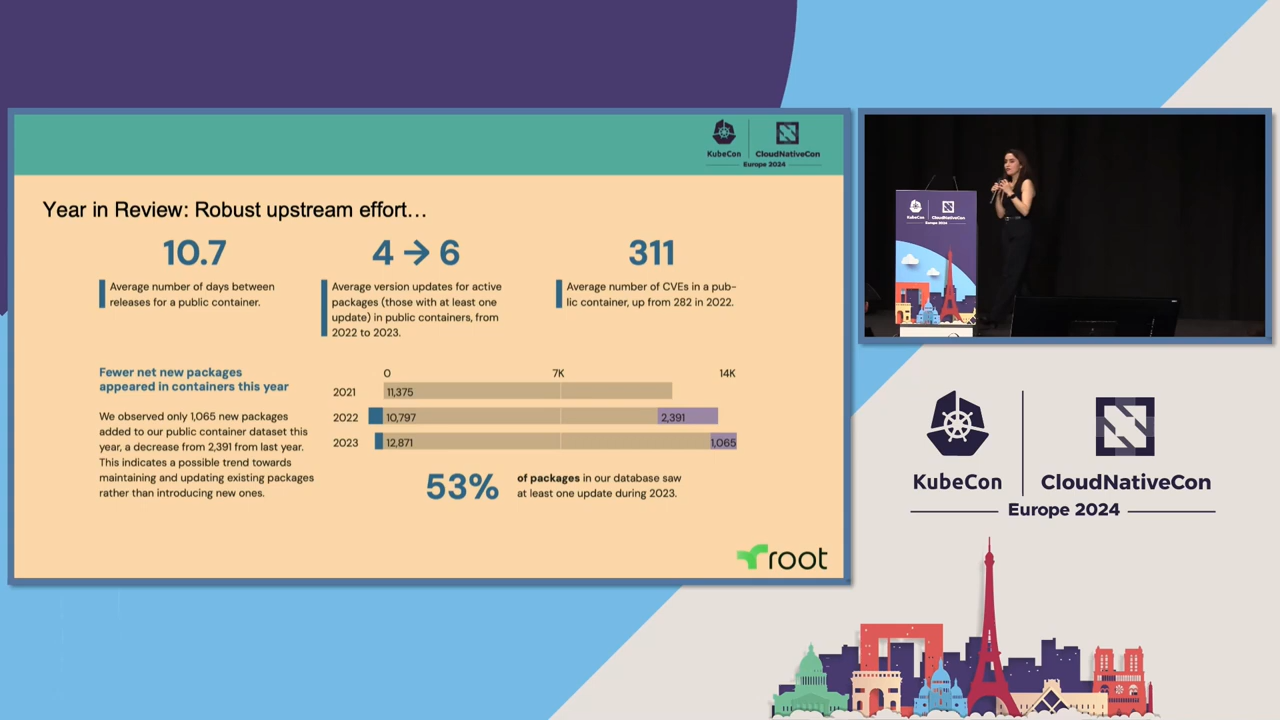 KubeCon
CloudNativeCon
Europe 2024
Year in Review: Robust upstream effort…
10.7
Average number of days between
releases for a public container.
4 → 6
Average version updates for active
packages (those with at least one
update) in public containers, from
2022 to 2023.
311
Average number of CVEs in a pub-
lic container, up from 282 in 2022.
Fewer net new packages
appeared in containers this year
We observed only 1,065 new packages
added to our public container dataset this
year, a decrease from 2,391 from last year.
This indicates a possible trend towards
maintaining and updating existing packages
rather than introducing new ones.
0 7K 14K
2021 11,375
2022 10,797 2,391
2023 12,871 1,065
53%
of packages in our database saw
at least one update during 2023.
root
KubeCon
CloudNativeCon
Europe 2024
KubeCon
CloudNativeCon
Europe 2024